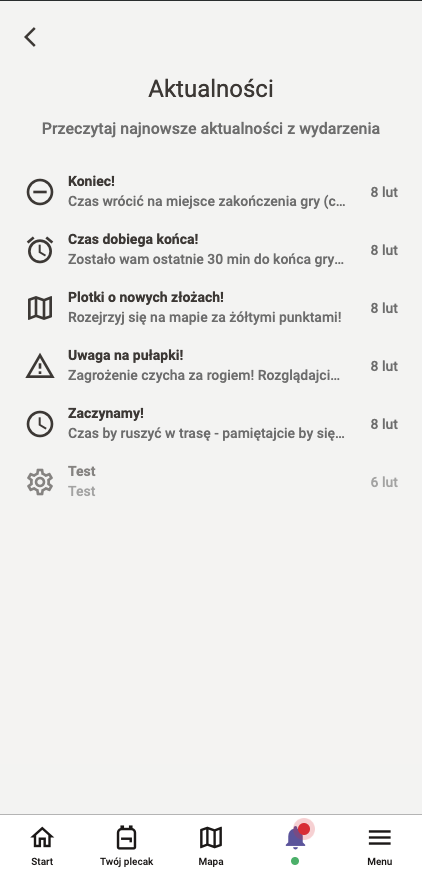 Aktualności
Przeczytaj najnowsze aktualności z wydarzenia
Koniec!
Czas wrócić na miejsce zakończenia gry (c...
8 lut
Czas dobiega końca!
Zostało wam ostatnie 30 min do końca gry...
8 lut
Plotki o nowych złożach!
Rozejrzyj się na mapie za żółtymi punktami!
8 lut
Uwaga na pułapki!
Zagrożenie czycha za rogiem! Rozglądajci...
8 lut
Zaczynamy!
Czas by ruszyć w trasę - pamiętajcie by się...
8 lut
Test
Test
6 lut
Start
Twój plecak
Mapa
Menu